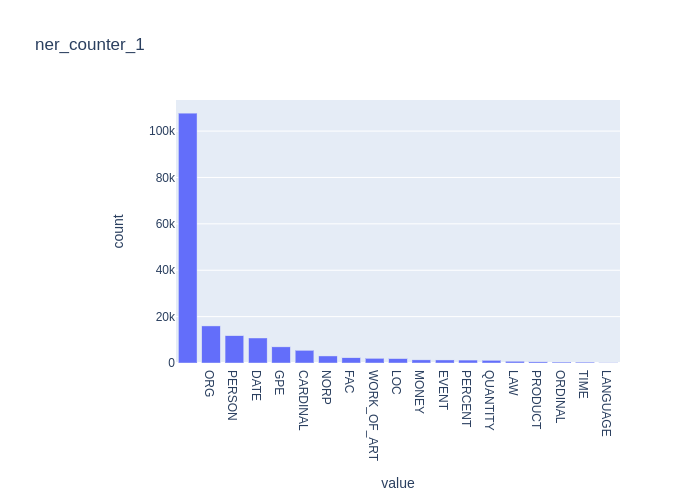 ner_counter_1
100k
80k
60k
40k
20k
0
count
ORG
PERSON
DATE
GPE
CARDINAL
NORP
FAC
WORK_OF_ART
LOC
MONEY
EVENT
PERCENT
QUANTITY
LAW
PRODUCT
ORDINAL
TIME
LANGUAGE
value